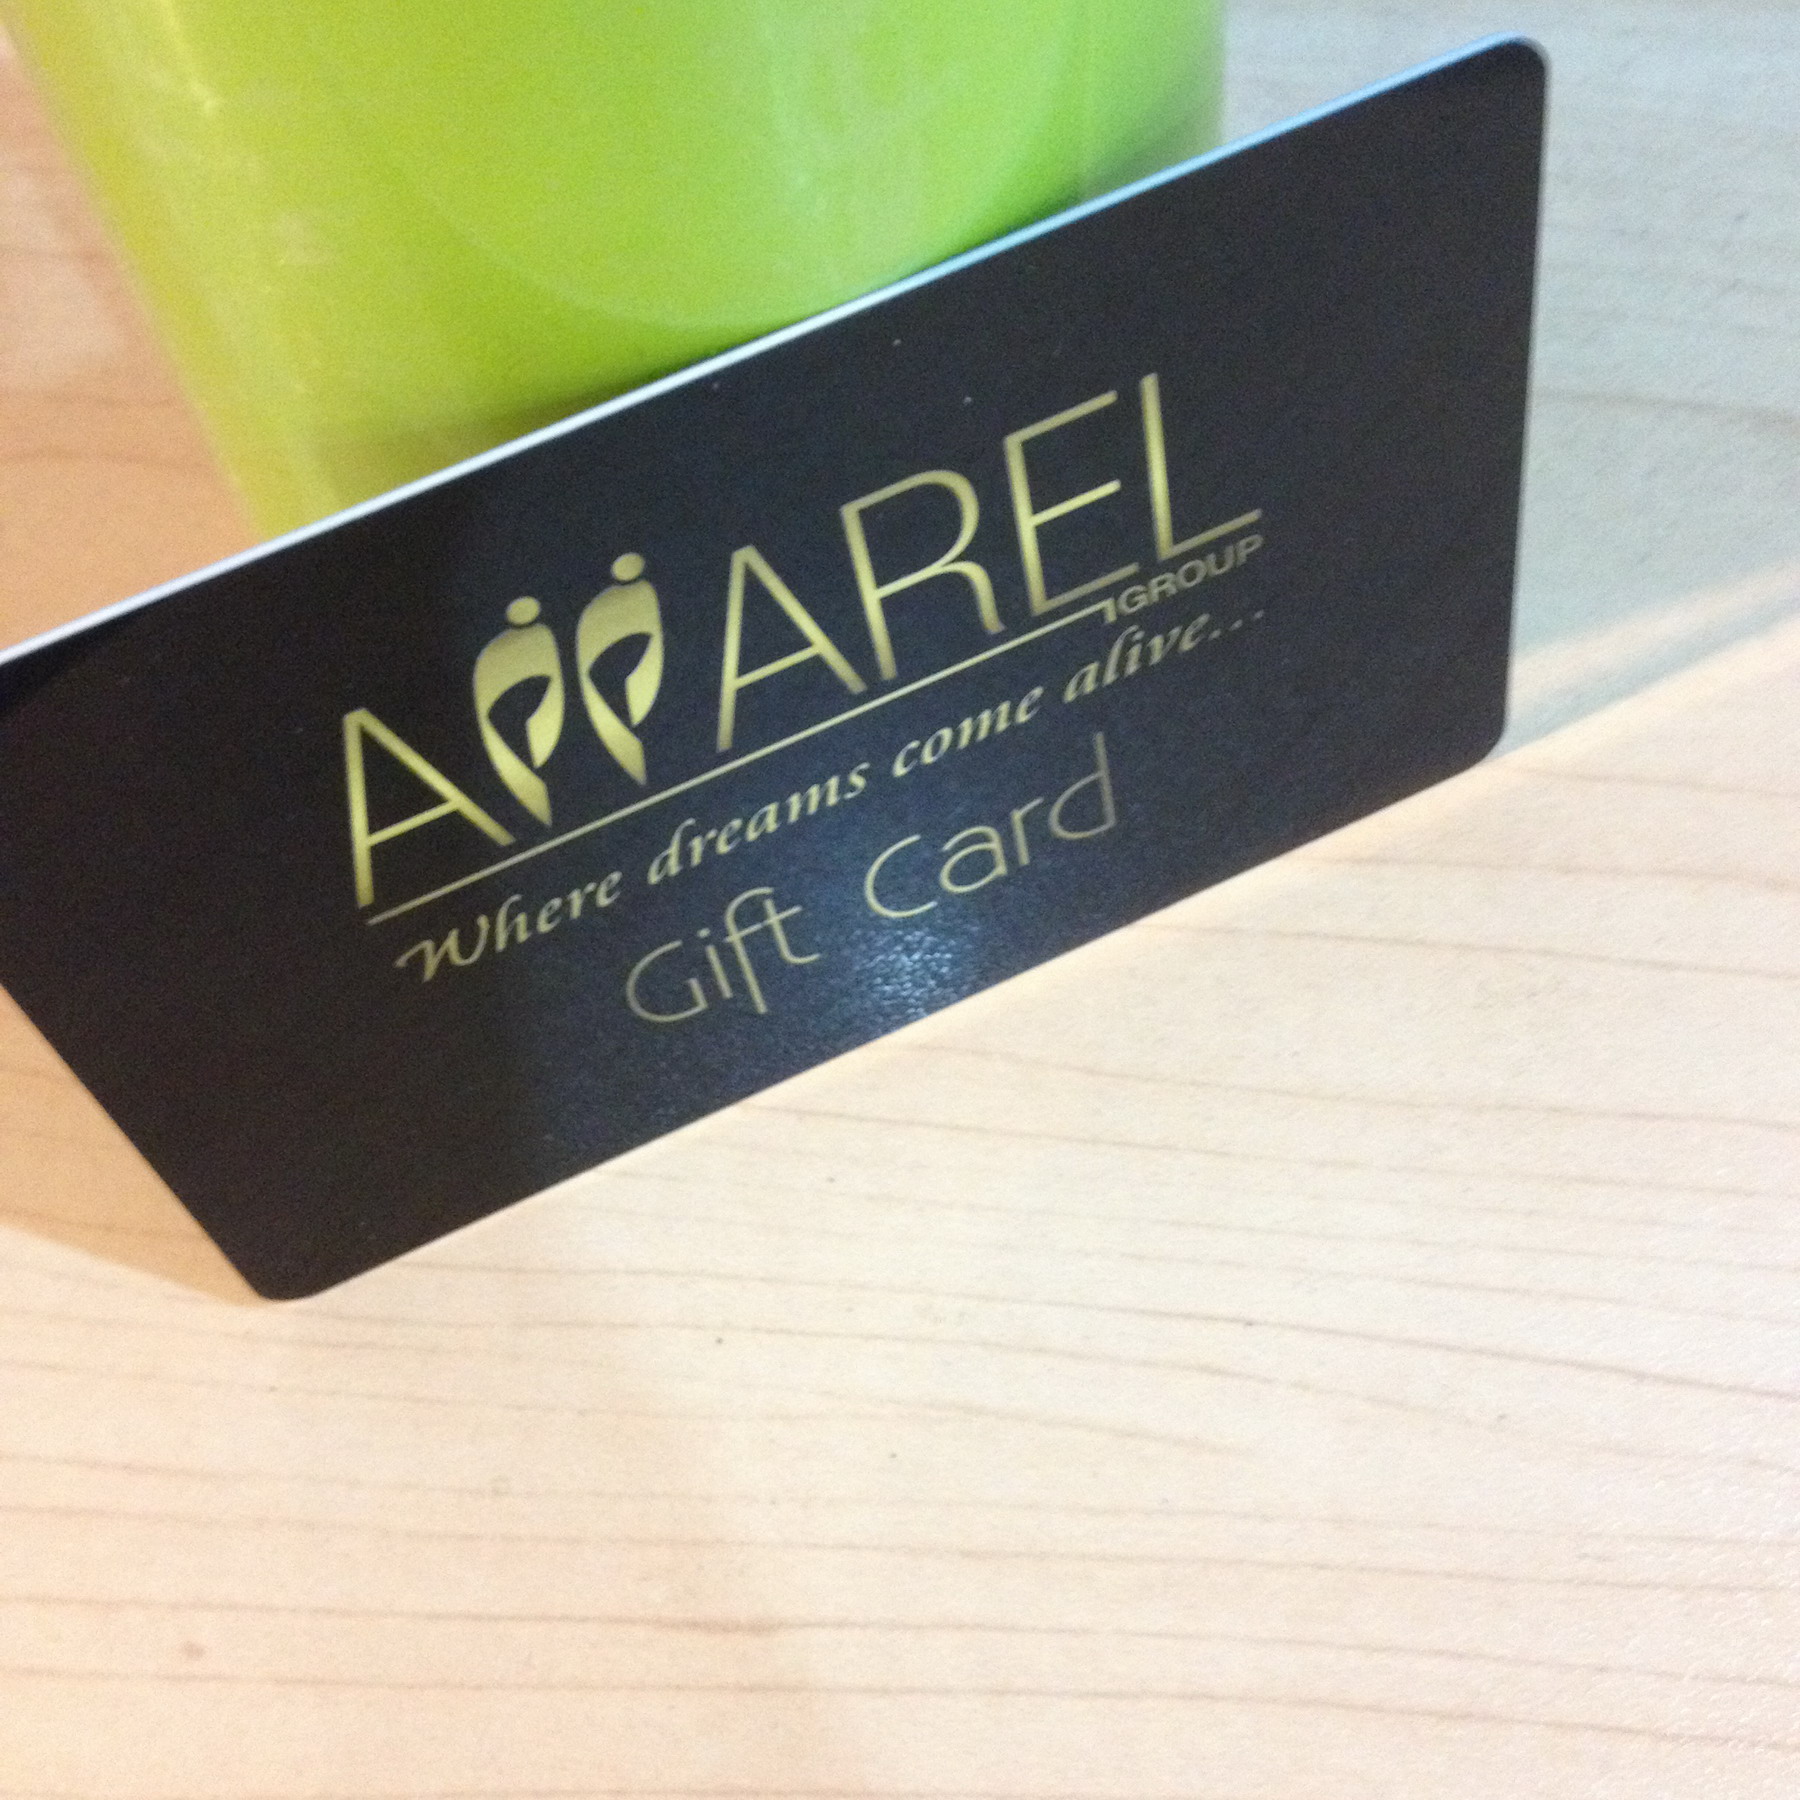 APPAREL
GROUP
Where dreams come alive...
Gift Card